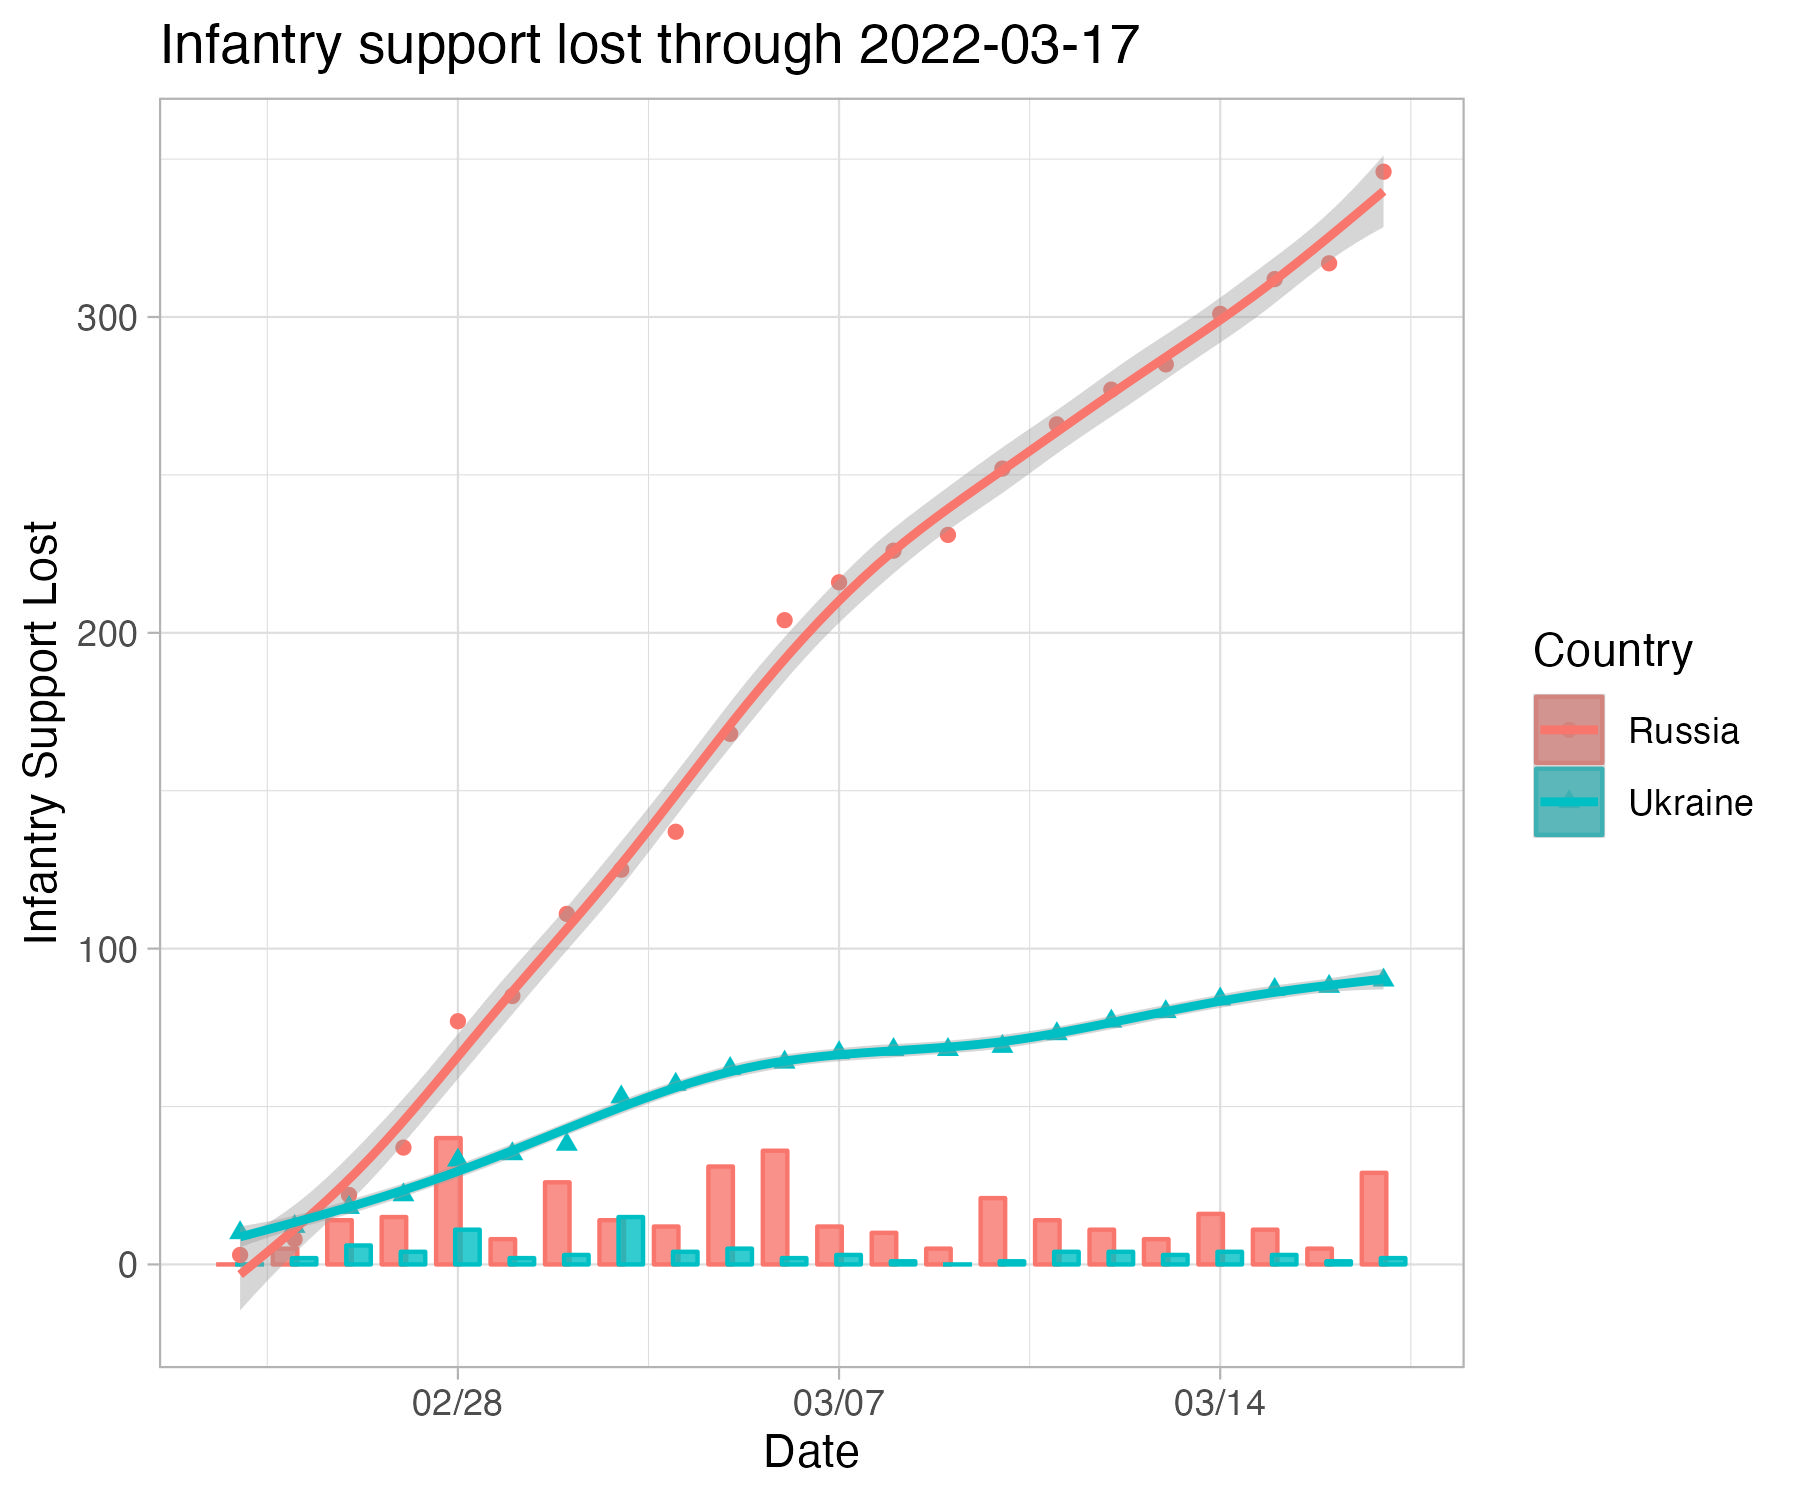 Infantry support lost through 2022-03-17
Infantry Support Lost
300
200
100
0
02/28
03/07
03/14
Date
Country
Russia
Ukraine